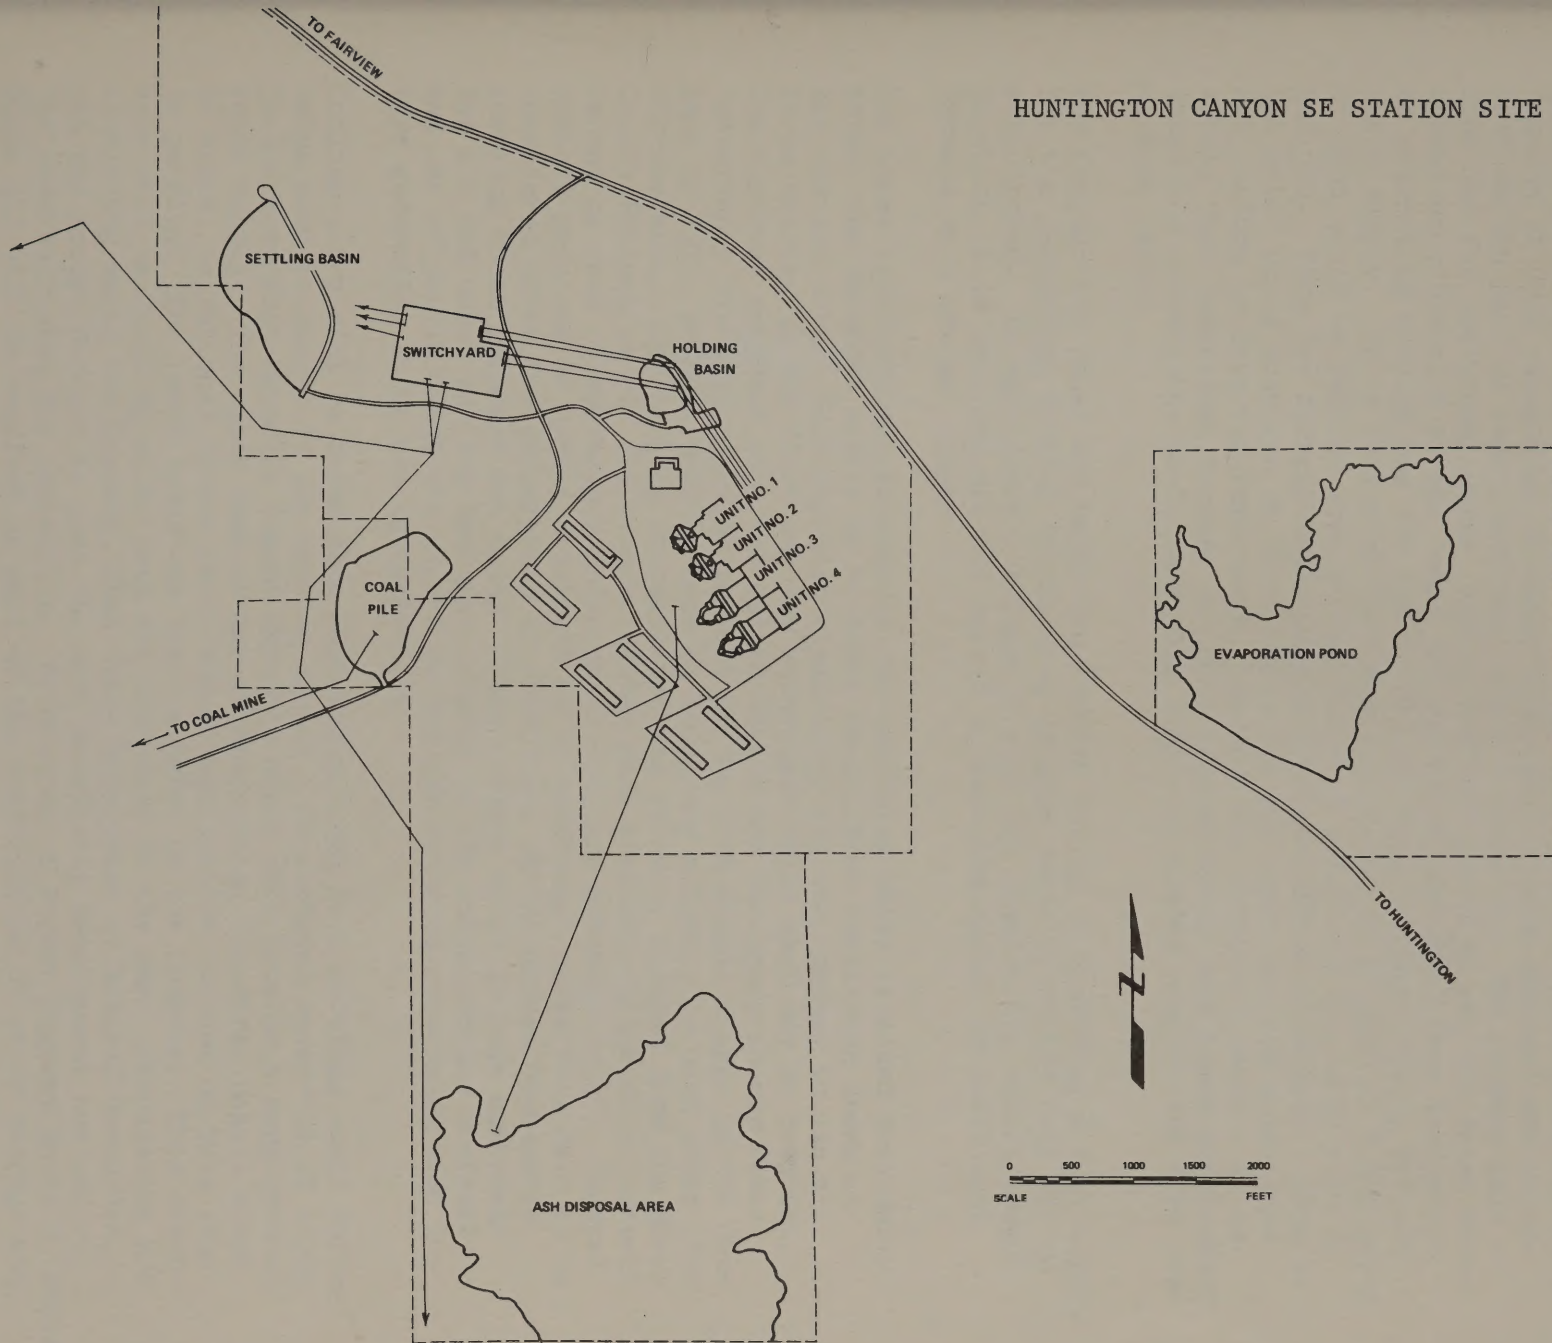 HUNTINGTON CANYON SE STATION SITE
TO FAIRVIEW
SETTLING BASIN
SWITCHYARD
HOLDING
BASIN
UNIT NO. 1
UNIT NO. 2
UNIT NO. 3
UNIT NO. 4
COAL
PILE
TO COAL MINE
EVAPORATION POND
TO HUNTINGTON
N
ASH DISPOSAL AREA
0 500 1000 1500 2000
SCALE FEET